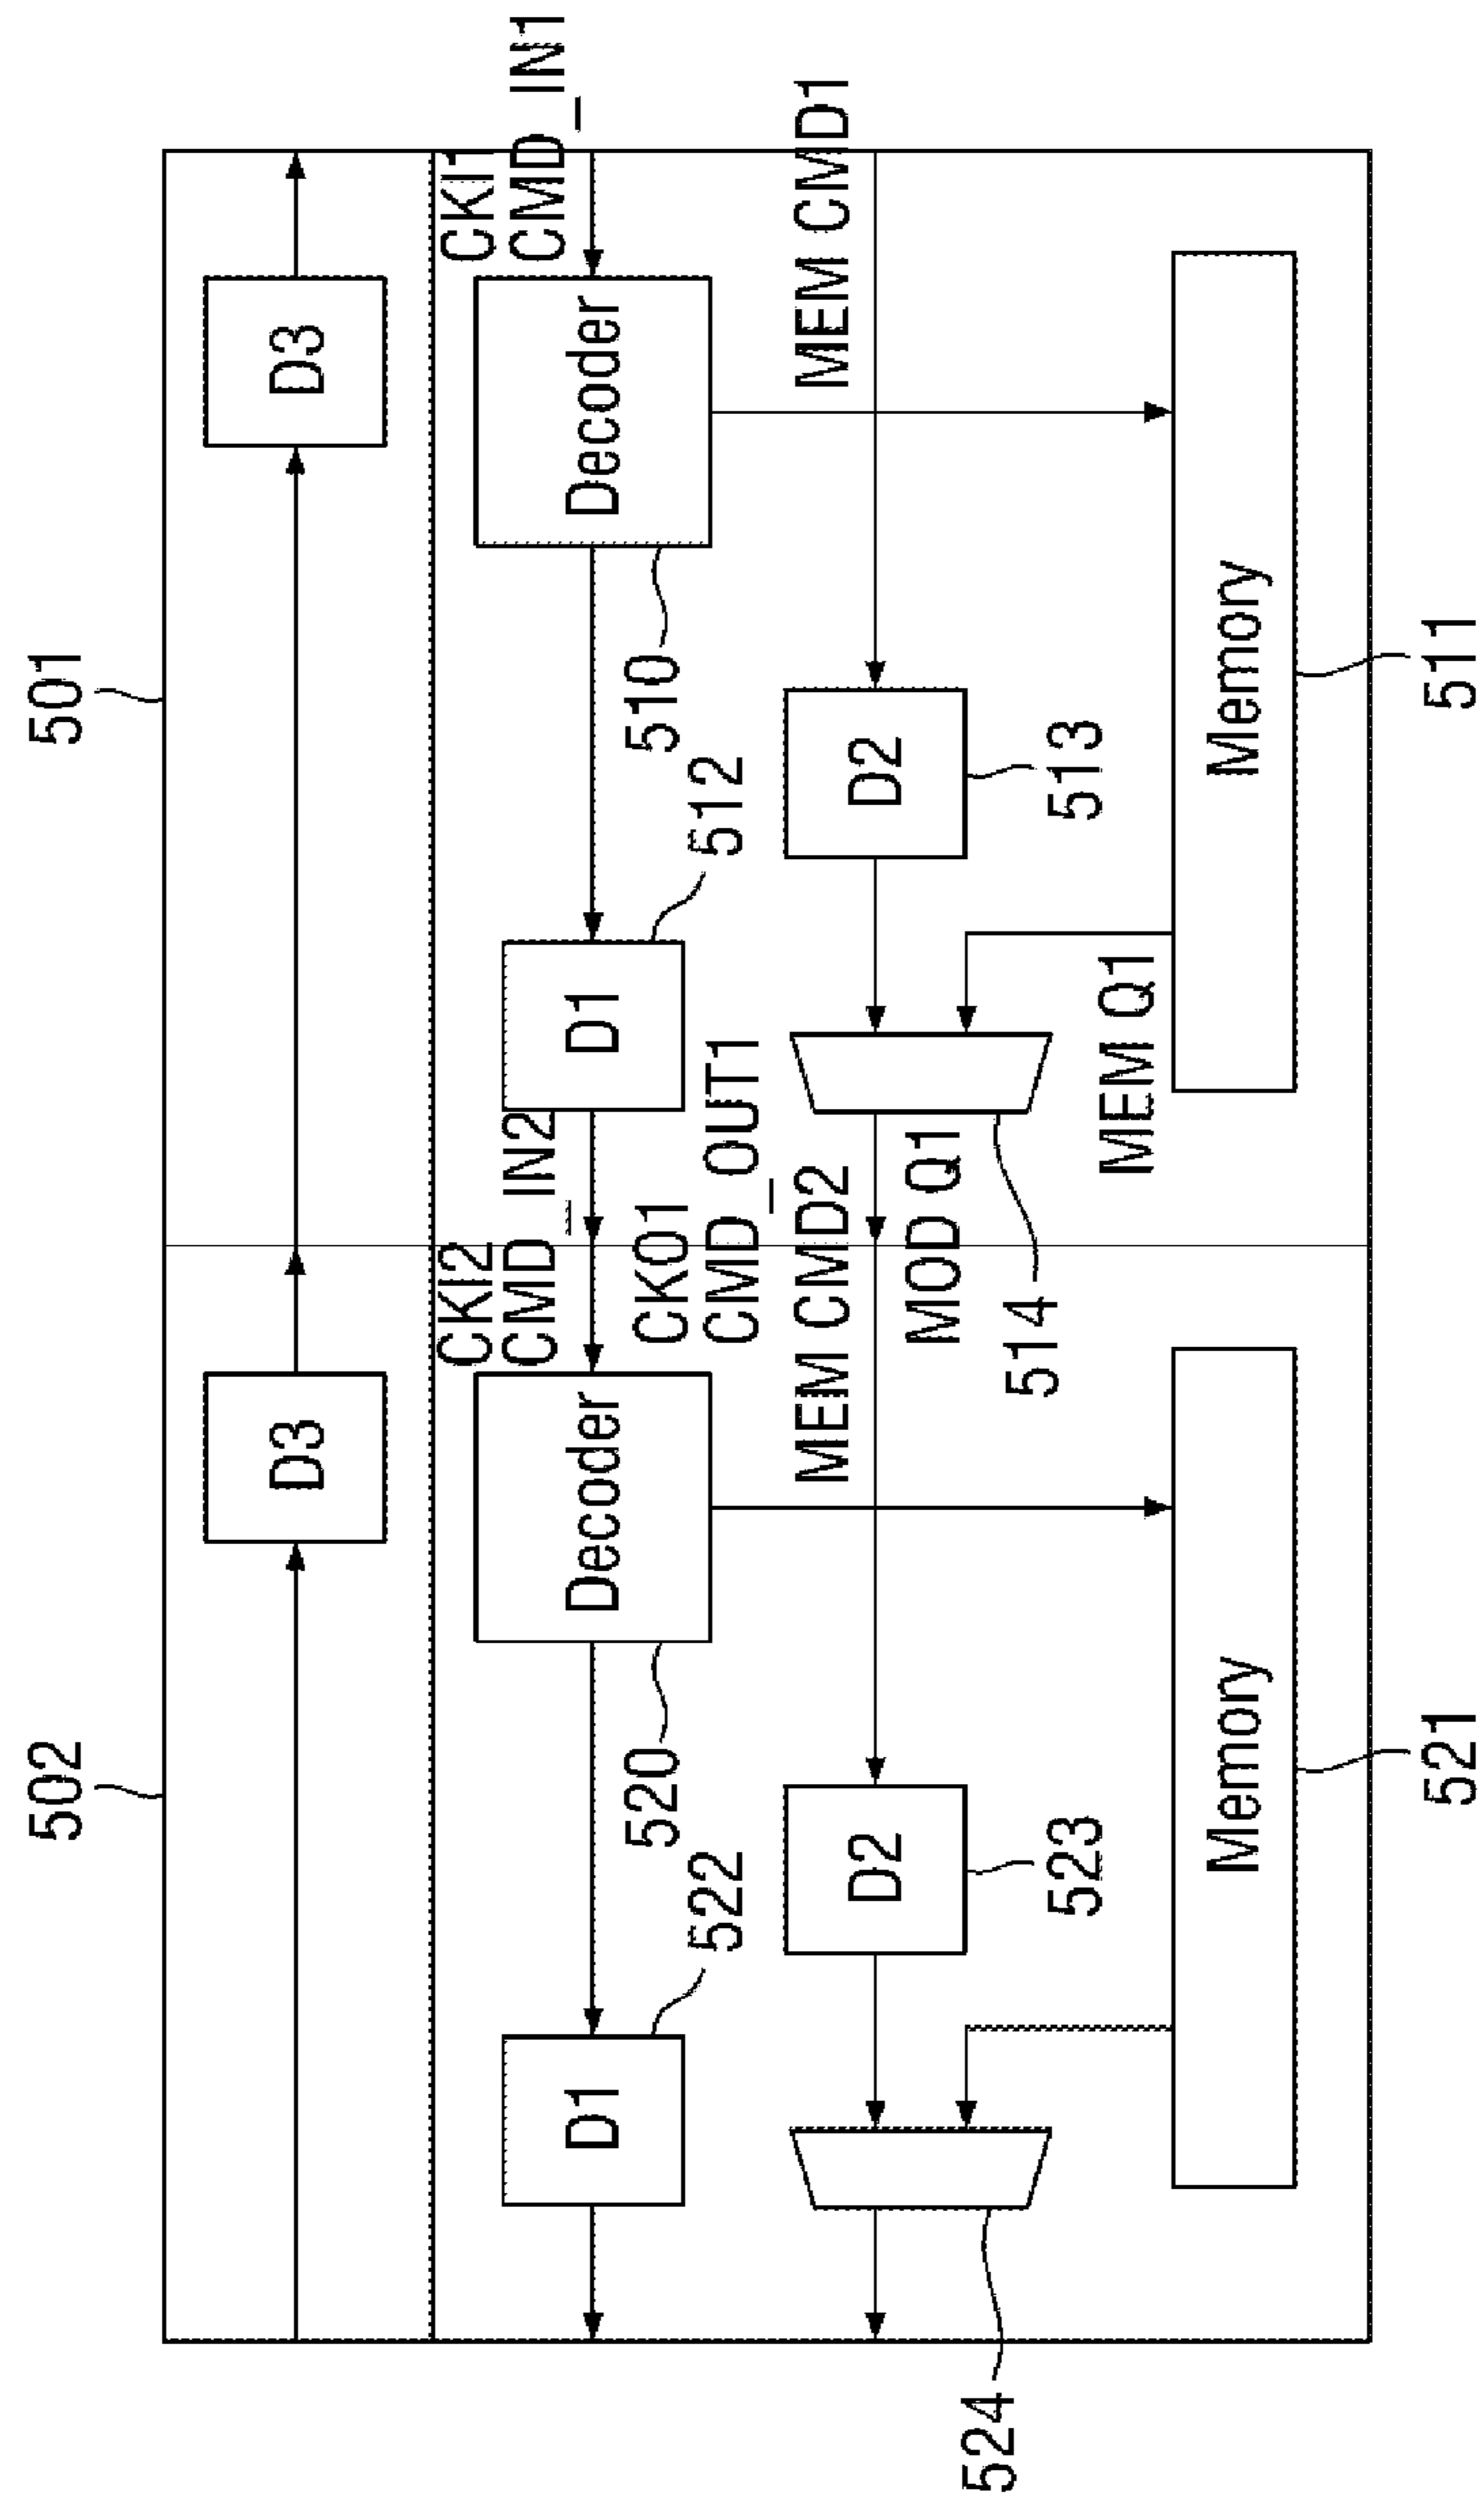 502
501
D3
D3
CKI2
CMD_IN2
CKI1
CMD_IN1
D1
Decoder
D1
Decoder
522
520
CKO1
CMD_OUT1
512
510
D2
MEM CMD2
D2
MEM CMD1
524
523
MOD Q1
514
513
MEM Q1
Memory
Memory
521
511